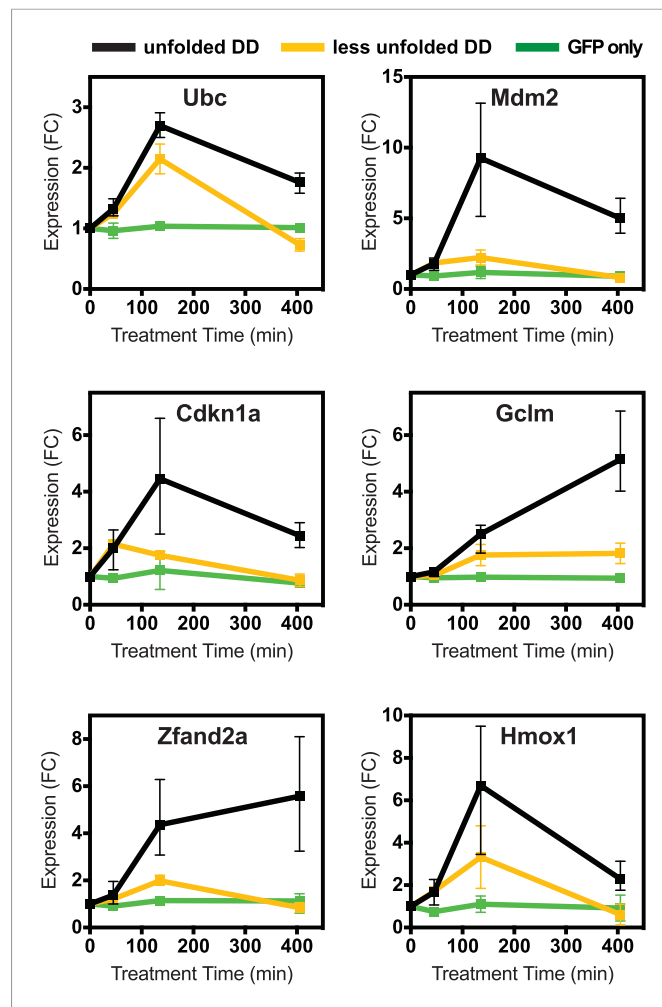 unfolded DD less unfolded DD GFP only
Ubc
Expression (FC)
3
2
1
0
0 100 200 300 400
Treatment Time (min)
Mdm2
Expression (FC)
15
10
5
0
0 100 200 300 400
Treatment Time (min)
Cdkn1a
Expression (FC)
6
4
2
0
0 100 200 300 400
Treatment Time (min)
Gclm
Expression (FC)
6
4
2
0
0 100 200 300 400
Treatment Time (min)
Zfand2a
Expression (FC)
8
6
4
2
0
0 100 200 300 400
Treatment Time (min)
Hmox1
Expression (FC)
10
8
6
4
2
0
0 100 200 300 400
Treatment Time (min)